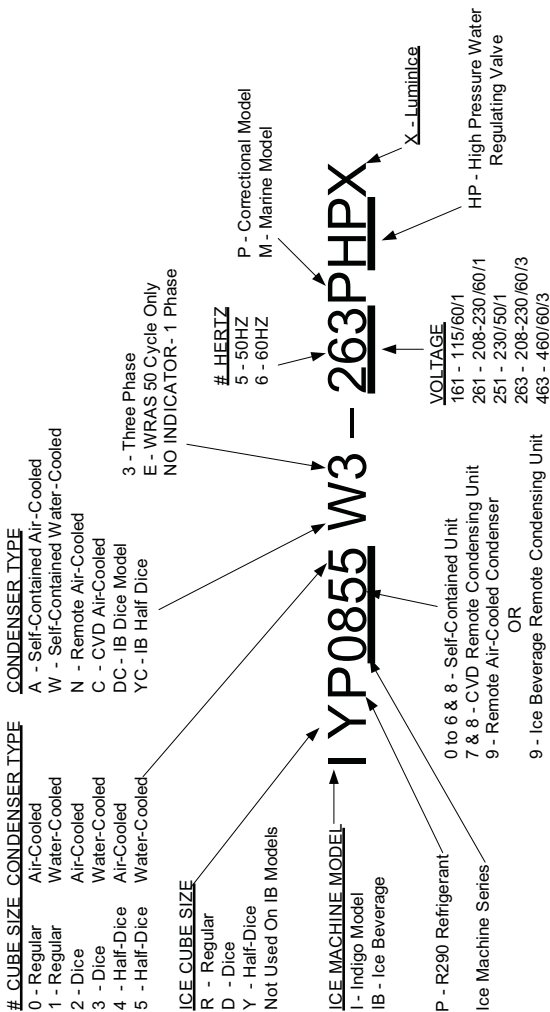 # CUBE SIZE CONDENSER TYPE
0 - Regular Air-Cooled
1 - Regular Water-Cooled
2 - Dice Air-Cooled
3 - Dice Water-Cooled
4 - Half-Dice Air-Cooled
5 - Half-Dice Water-Cooled
CONDENSER TYPE
A - Self-Contained Air-Cooled
W - Self-Contained Water-Cooled
N - Remote Air-Cooled
C - CVD Air-Cooled
DC - IB Dice Model
YC - IB Half Dice
3 - Three Phase
E - WRAS 50 Cycle Only
NO INDICATOR- 1 Phase
# HERTZ
5 - 50HZ
6 - 60HZ
P - Correctional Model
M - Marine Model
ICE CUBE SIZE
R - Regular
D - Dice
Y - Half-Dice
Not Used On IB Models
ICE MACHINE MODEL
I - Indigo Model
IB - Ice Beverage
I YP0855 W3 – 263PHPX
X - LuminIce
P - R290 Refrigerant
Ice Machine Series
0 to 6 & 8 - Self-Contained Unit
7 & 8 - CVD Remote Condensing Unit
9 - Remote Air-Cooled Condenser
OR
9 - Ice Beverage Remote Condensing Unit
VOLTAGE
161 - 115/60/1
261 - 208-230/60/1
251 - 230/50/1
263 - 208-230/60/3
463 - 460/60/3
HP - High Pressure Water
Regulating Valve